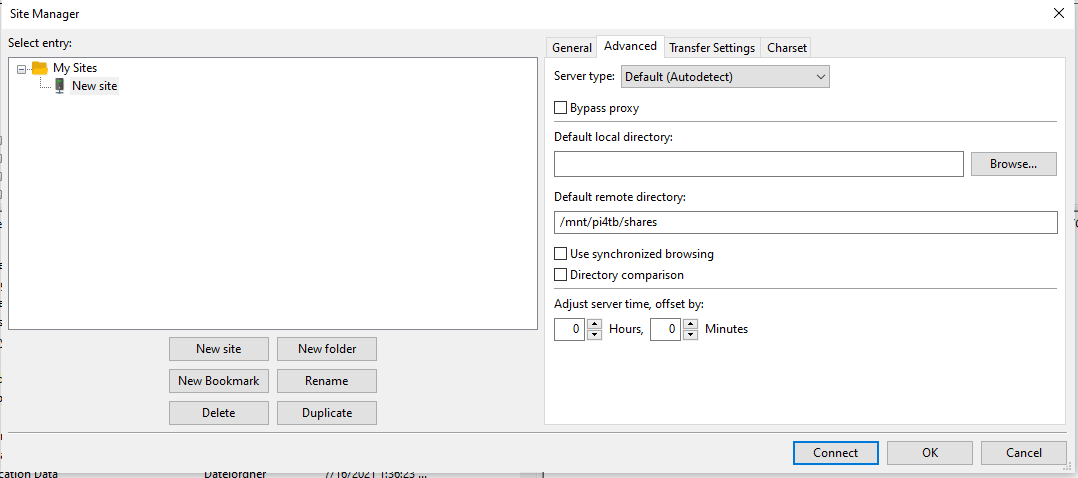 Site Manager
Select entry:
My Sites
New site
New site
New folder
New Bookmark
Rename
Delete
Duplicate
General
Advanced
Transfer Settings
Charset
Server type:
Default (Autodetect)
Bypass proxy
Default local directory:
Browse...
Default remote directory:
/mnt/pi4tb/shares
Use synchronized browsing
Directory comparison
Adjust server time, offset by:
0 Hours, 0 Minutes
Connect
OK
Cancel
cation Data Dateiordner 7/16/2021 1:36:23 ...